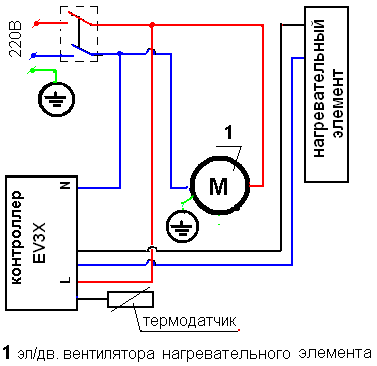 220В
1
нагревательный
элемент
M
контроллер
EV3X
N
L
термодатчик
1 эл/дв. вентилятора нагревательного элемента